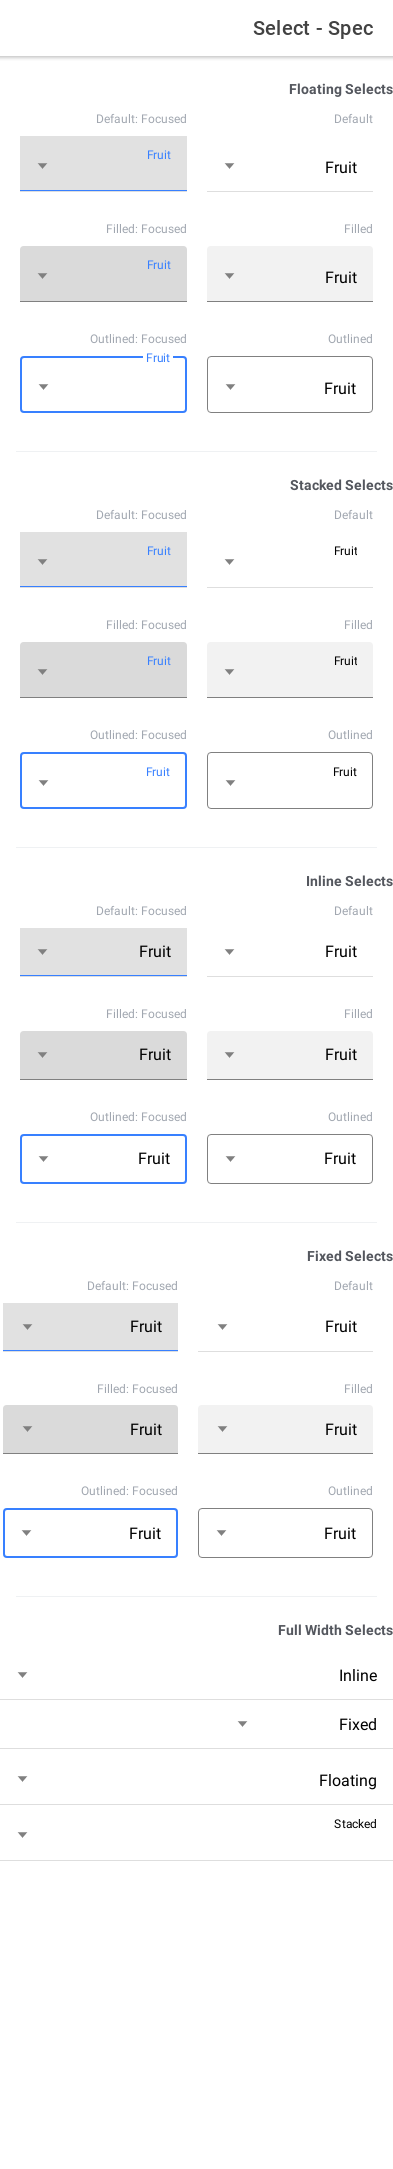 Select - Spec
Floating Selects
Default
Default: Focused
Fruit
Fruit
Filled
Filled: Focused
Fruit
Fruit
Outlined
Outlined: Focused
Fruit
Fruit
Stacked Selects
Default
Default: Focused
Fruit
Fruit
Filled
Filled: Focused
Fruit
Fruit
Outlined
Outlined: Focused
Fruit
Fruit
Inline Selects
Default
Default: Focused
Fruit
Fruit
Filled
Filled: Focused
Fruit
Fruit
Outlined
Outlined: Focused
Fruit
Fruit
Fixed Selects
Default
Default: Focused
Fruit
Fruit
Filled
Filled: Focused
Fruit
Fruit
Outlined
Outlined: Focused
Fruit
Fruit
Full Width Selects
Inline
Fixed
Floating
Stacked